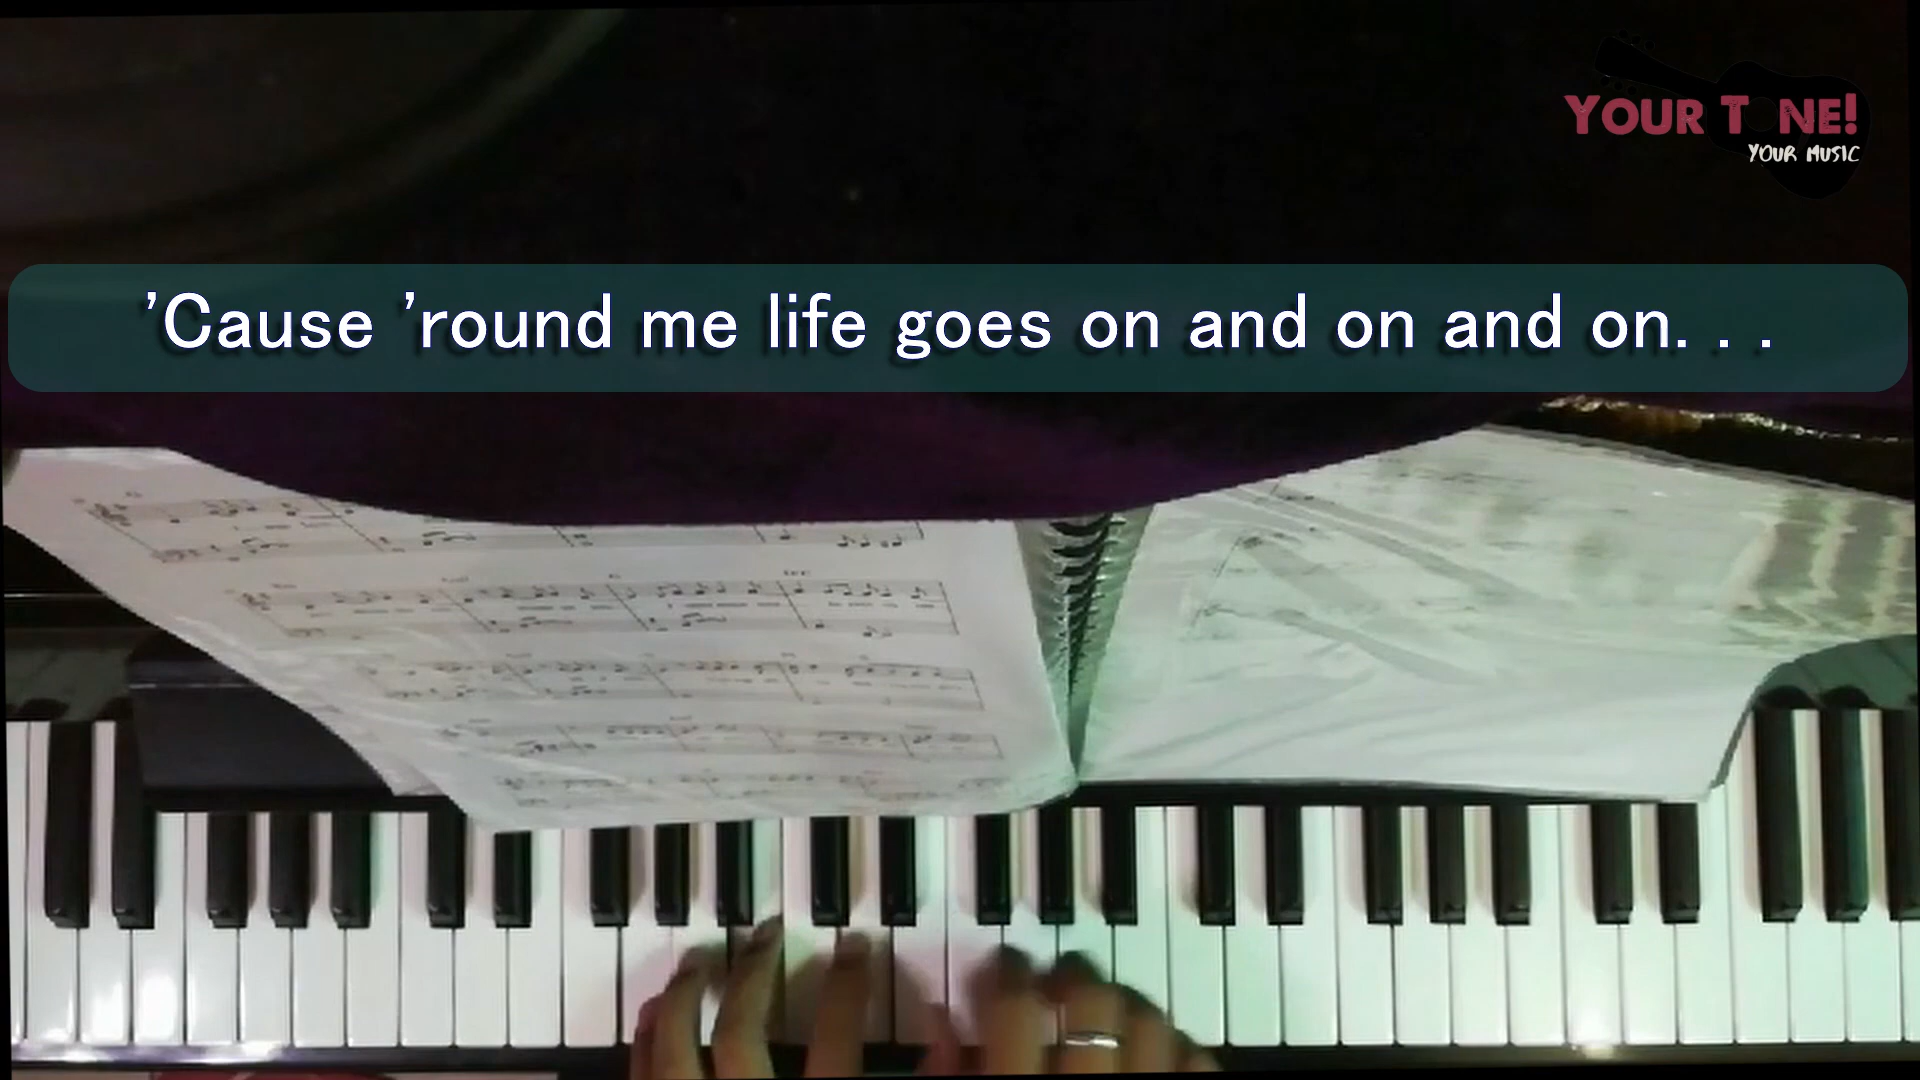 YOUR T NE!
YOUR MUSIC
'Cause 'round me life goes on and on and on. . .